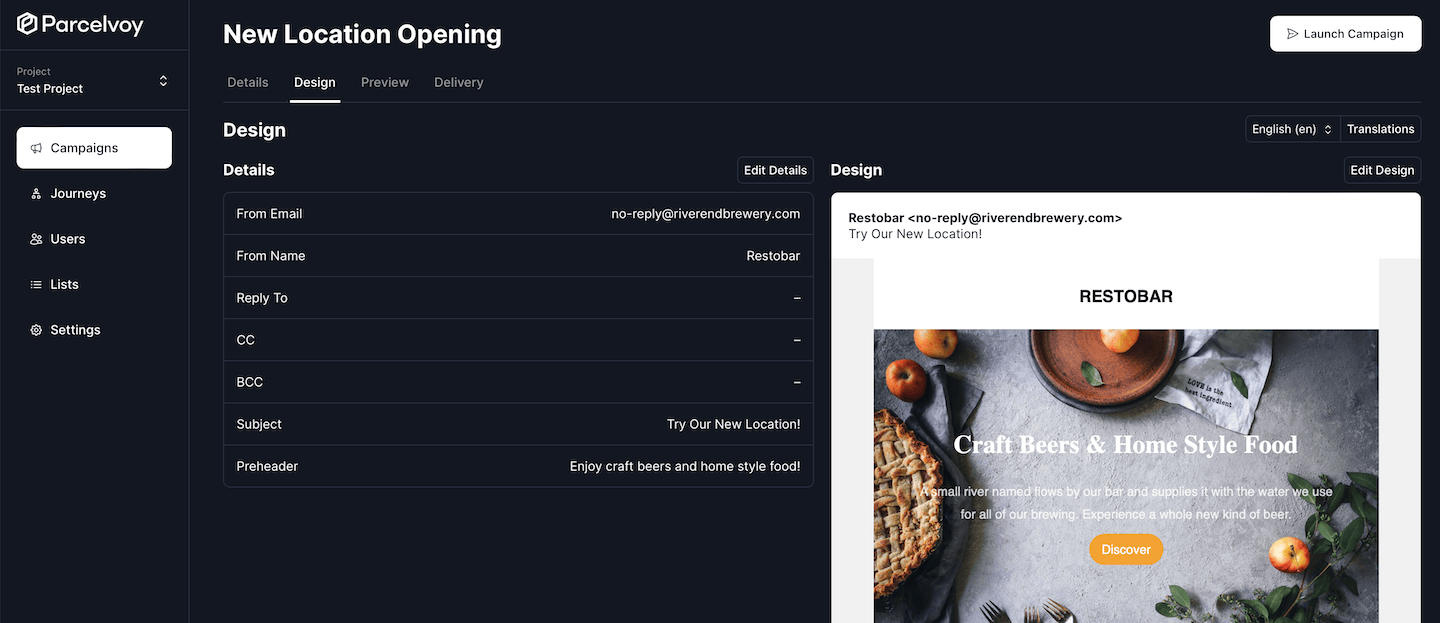 Parcelvoy
Project
Test Project
Campaigns
Journeys
Users
Lists
Settings
New Location Opening
Launch Campaign
Details
Design
Preview
Delivery
Design
English (en)
Translations
Details
Edit Details
From Email
no-reply@riverendbrewery.com
From Name
Restobar
Reply To
–
CC
–
BCC
–
Subject
Try Our New Location!
Preheader
Enjoy craft beers and home style food!
Design
Edit Design
Restobar <no-reply@riverendbrewery.com>
Try Our New Location!
RESTOBAR
LOVE is the
best ingredient
Craft Beers & Home Style Food
A small river named flows by our bar and supplies it with the water we use
for all of our brewing. Experience a whole new kind of beer.
Discover